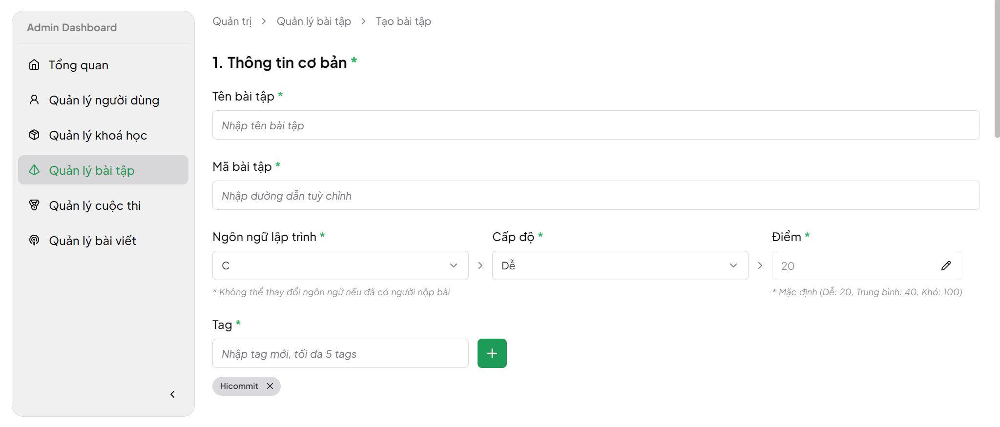 Admin Dashboard
Tổng quan
Quản lý người dùng
Quản lý khoá học
Quản lý bài tập
Quản lý cuộc thi
Quản lý bài viết
Quản trị > Quản lý bài tập > Tạo bài tập
1. Thông tin cơ bản *
Tên bài tập *
Nhập tên bài tập
Mã bài tập *
Nhập đường dẫn tuỳ chỉnh
Ngôn ngữ lập trình *
C
* Không thể thay đổi ngôn ngữ nếu đã có người nộp bài
Cấp độ *
Dễ
Điểm *
20
* Mặc định (Dễ: 20, Trung bình: 40, Khó: 100)
Tag *
Nhập tag mới, tối đa 5 tags
Hicommit